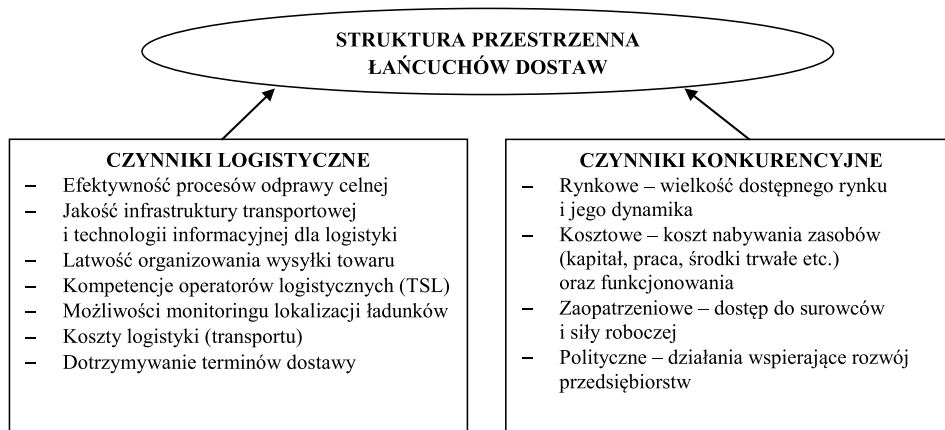 STRUKTURA PRZESTRZENNA
ŁAŃCUCHÓW DOSTAW
CZYNNIKI LOGISTYCZNE
– Efektywność procesów odprawy celnej
– Jakość infrastruktury transportowej
i technologii informacyjnej dla logistyki
– Latwość organizowania wysyłki towaru
– Kompetencje operatorów logistycznych (TSL)
– Możliwości monitoringu lokalizacji ładunków
– Koszty logistyki (transportu)
– Dotrzymywanie terminów dostawy
CZYNNIKI KONKURENCYJNE
– Rynkowe – wielkość dostępnego rynku
i jego dynamika
– Kosztowe – koszt nabywania zasobów
(kapitał, praca, środki trwałe etc.)
oraz funkcjonowania
– Zaopatrzeniowe – dostęp do surowców
i siły roboczej
– Polityczne – działania wspierające rozwój
przedsiębiorstw